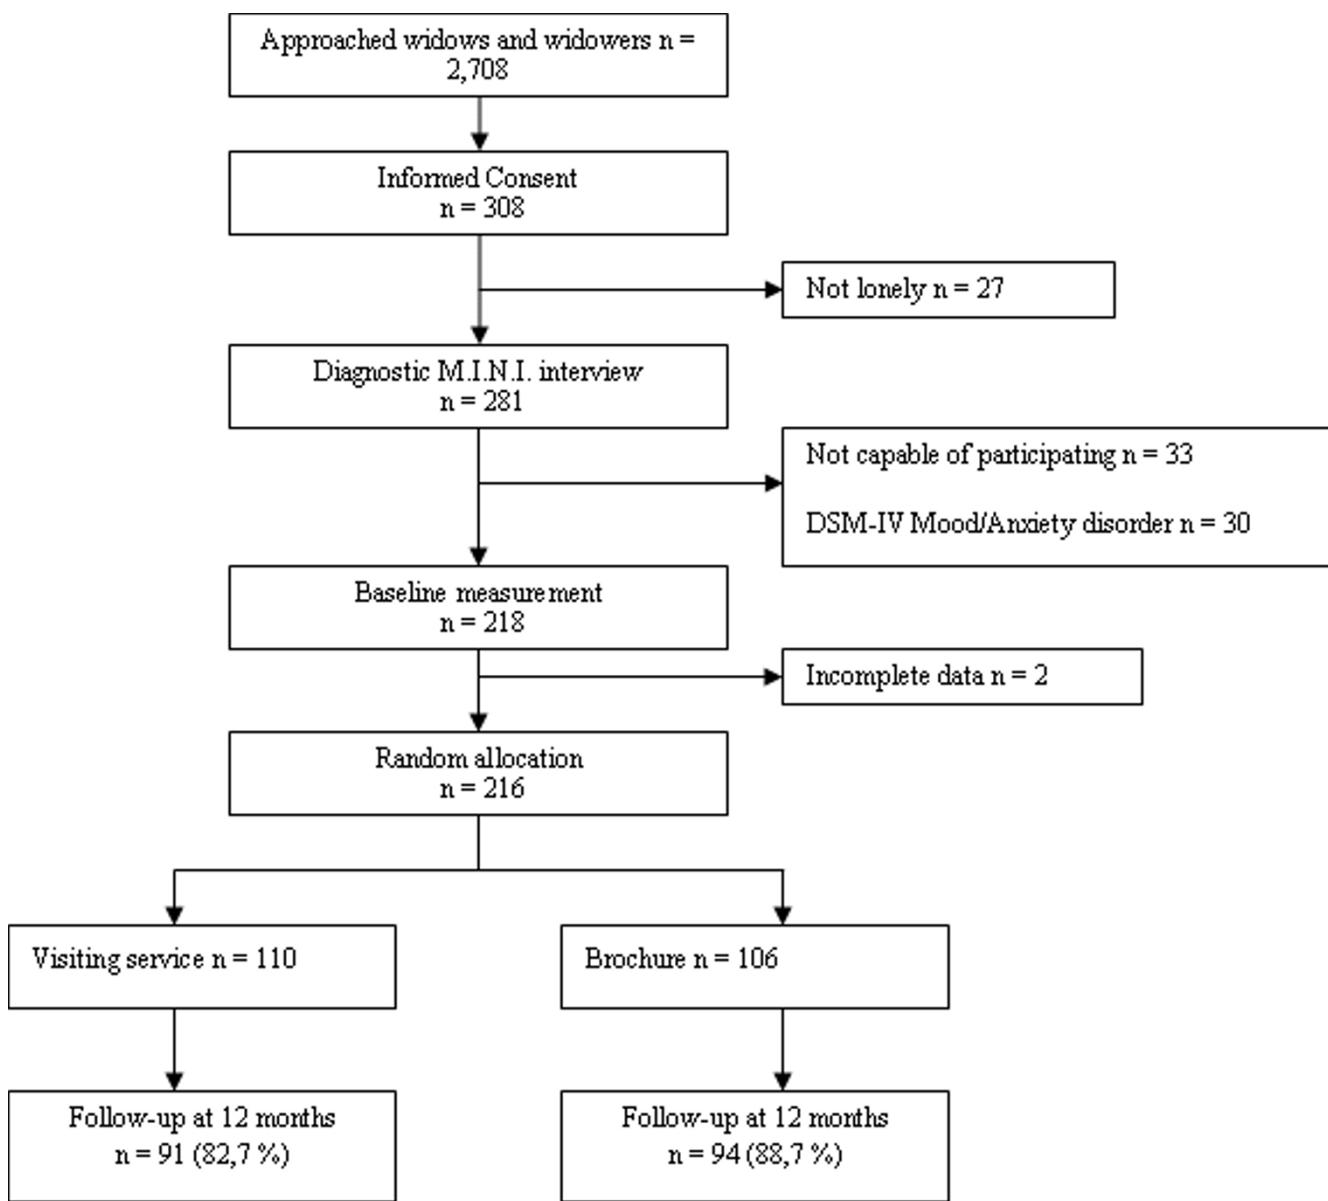 Approached widows and widowers n =
2,708
Informed Consent
n = 308
Not lonely n = 27
Diagnostic M.I.N.I. interview
n = 281
Not capable of participating n = 33
DSM-IV Mood/Anxiety disorder n = 30
Baseline measurement
n = 218
Incomplete data n = 2
Random allocation
n = 216
Visiting service n = 110
Brochure n = 106
Follow-up at 12 months
n = 91 (82,7 %)
Follow-up at 12 months
n = 94 (88,7 %)